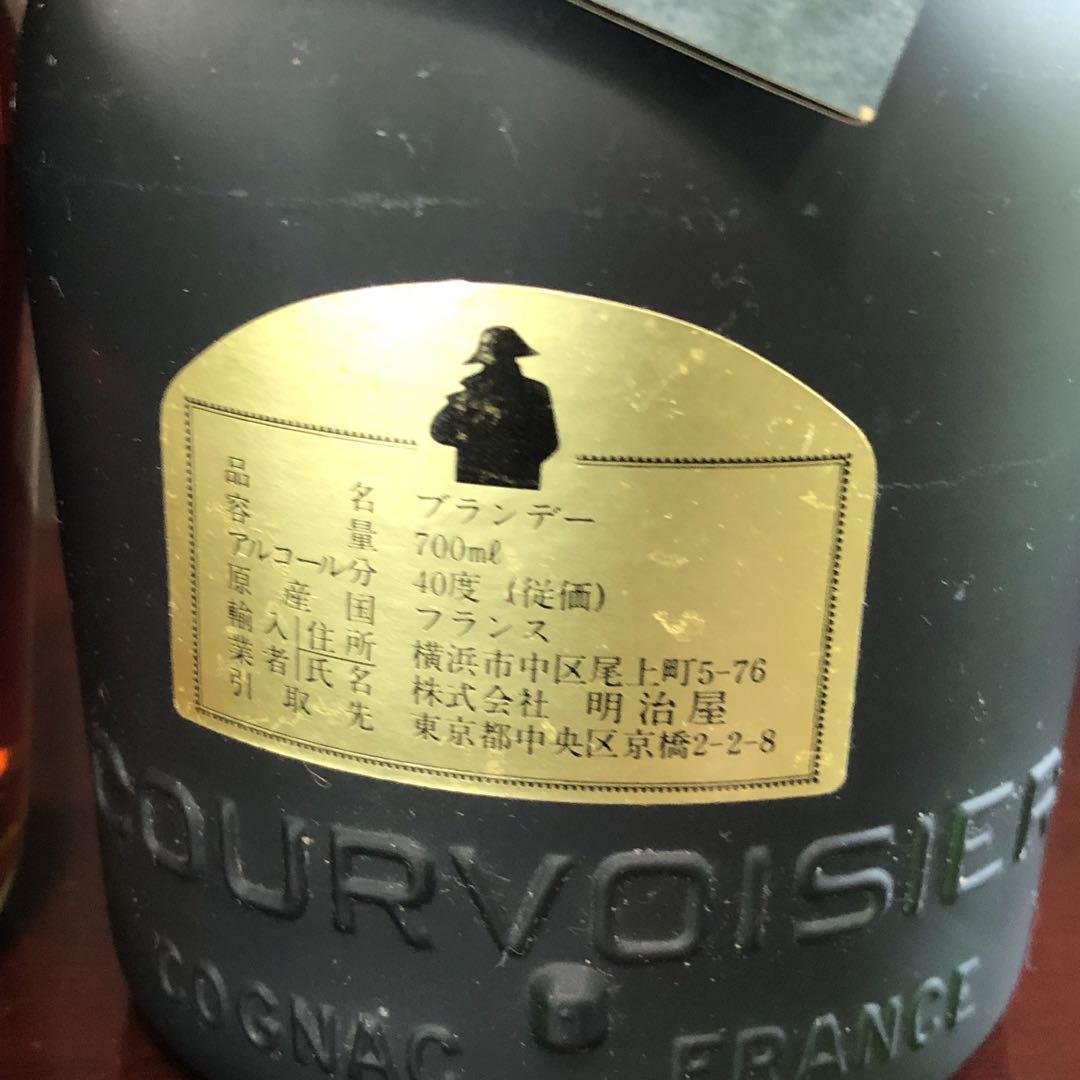 品名 ブランデー
容量 700ml
アルコール分 40度 (従価)
原産国 フランス
輸入業者 住所 横浜市中区尾上町5-76
氏名 株式会社 明治屋
引取先 東京都中央区京橋2-2-8
COURVOISIER
COGNAC FRANCE